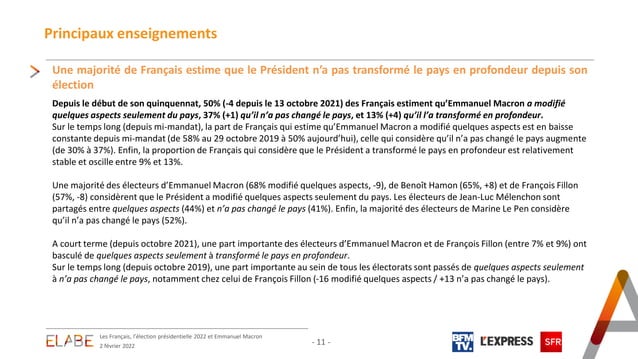 Principaux enseignements
Une majorité de Français estime que le Président n'a pas transformé le pays en profondeur depuis son
élection
Depuis le début de son quinquennat, 50% (-4 depuis le 13 octobre 2021) des Français estiment qu'Emmanuel Macron a modifié
quelques aspects seulement du pays, 37% (+1) qu'il n'a pas changé le pays, et 13% (+4) qu'il l'a transformé en profondeur.
Sur le temps long (depuis mi-mandat), la part de Français qui estime qu'Emmanuel Macron a modifié quelques aspects est en baisse
constante depuis mi-mandat (de 58% au 29 octobre 2019 à 50% aujourd'hui), celle qui considère qu'il n'a pas changé le pays augmente
(de 30% à 37%). Enfin, la proportion de Français qui considère que le Président a transformé le pays en profondeur est relativement
stable et oscille entre 9% et 13%.
Une majorité des électeurs d'Emmanuel Macron (68% modifié quelques aspects, -9), de Benoît Hamon (65%, +8) et de François Fillon
(57%, -8) considèrent que le Président a modifié quelques aspects seulement du pays. Les électeurs de Jean-Luc Mélenchon sont
partagés entre quelques aspects (44%) et n'a pas changé le pays (41%). Enfin, la majorité des électeurs de Marine Le Pen considère
qu'il n'a pas changé le pays (52%).
A court terme (depuis octobre 2021), une part importante des électeurs d'Emmanuel Macron et de François Fillon (entre 7% et 9%) ont
basculé de quelques aspects seulement à transformé le pays en profondeur.
Sur le temps long (depuis octobre 2019), une part importante au sein de tous les électorats sont passés de quelques aspects seulement
à n'a pas changé le pays, notamment chez celui de François Fillon (-16 modifié quelques aspects / +13 n'a pas changé le pays).
ELABE
Les Français, l'élection présidentielle 2022 et Emmanuel Macron
2 février 2022
- 11 -
BFM
TV.
L'EXPRESS
SFR